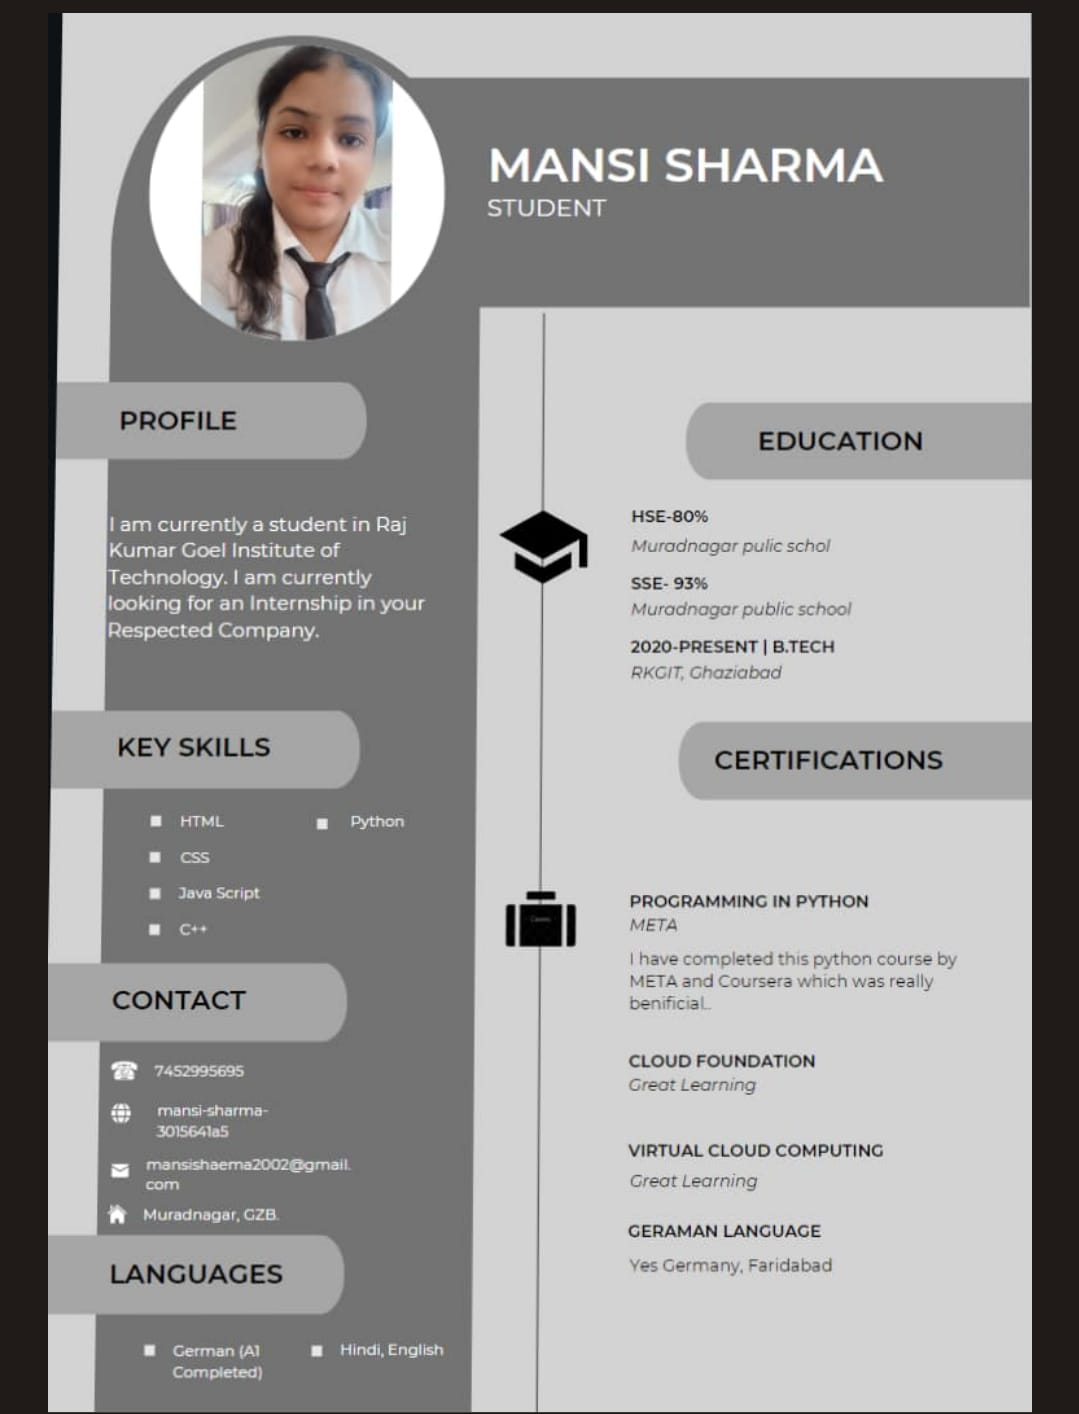 MANSI SHARMA
STUDENT
PROFILE
I am currently a student in Raj
Kumar Goel Institute of
Technology. I am currently
looking for an Internship in your
Respected Company.
KEY SKILLS
HTML
CSS
Java Script
C++
Python
CONTACT
7452995695
mansi-sharma-
3015641a5
mansishaema2002@gmail.
com
Muradnagar, GZB.
LANGUAGES
German (A1
Completed)
Hindi, English
EDUCATION
HSE-80%
Muradnagar pulic schol
SSE- 93%
Muradnagar public school
2020-PRESENT | B.TECH
RKGIT, Ghaziabad
CERTIFICATIONS
PROGRAMMING IN PYTHON
META
I have completed this python course by
META and Coursera which was really
benificial..
CLOUD FOUNDATION
Great Learning
VIRTUAL CLOUD COMPUTING
Great Learning
GERAMAN LANGUAGE
Yes Germany, Faridabad